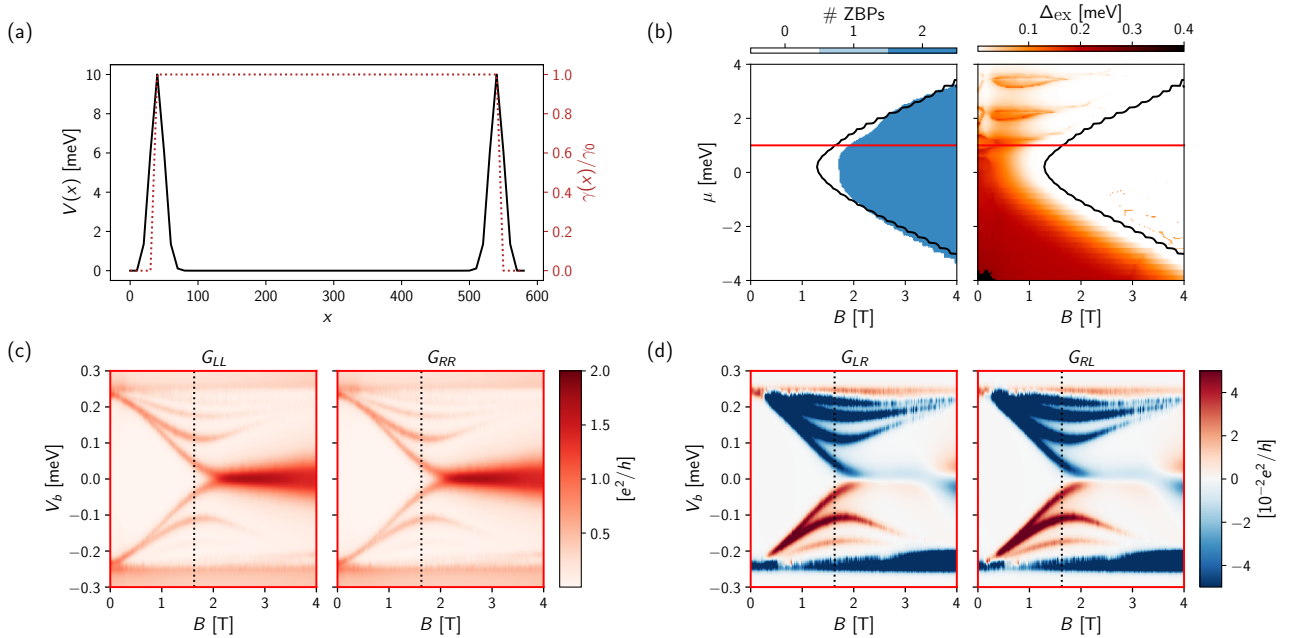 (a)
10
8
6
4
2
0
V(x) [meV]
1.0
0.8
0.6
0.4
0.2
0.0
γ(x)/γ₀
0 100 200 300 400 500 600
x
(b)
# ZBPs
0 1 2
Δex [meV]
0.1 0.2 0.3 0.4
4
2
0
−2
−4
μ [meV]
0 1 2 3 4
B [T]
0 1 2 3 4
B [T]
(c)
G_LL
G_RR
0.3
0.2
0.1
0.0
−0.1
−0.2
−0.3
V_b [meV]
0 1 2 3 4
B [T]
0 1 2 3 4
B [T]
2.0
1.5
1.0
0.5
[e²/h]
(d)
G_LR
G_RL
0.3
0.2
0.1
0.0
−0.1
−0.2
−0.3
V_b [meV]
0 1 2 3 4
B [T]
0 1 2 3 4
B [T]
4
2
0
−2
−4
[10⁻²e²/h]